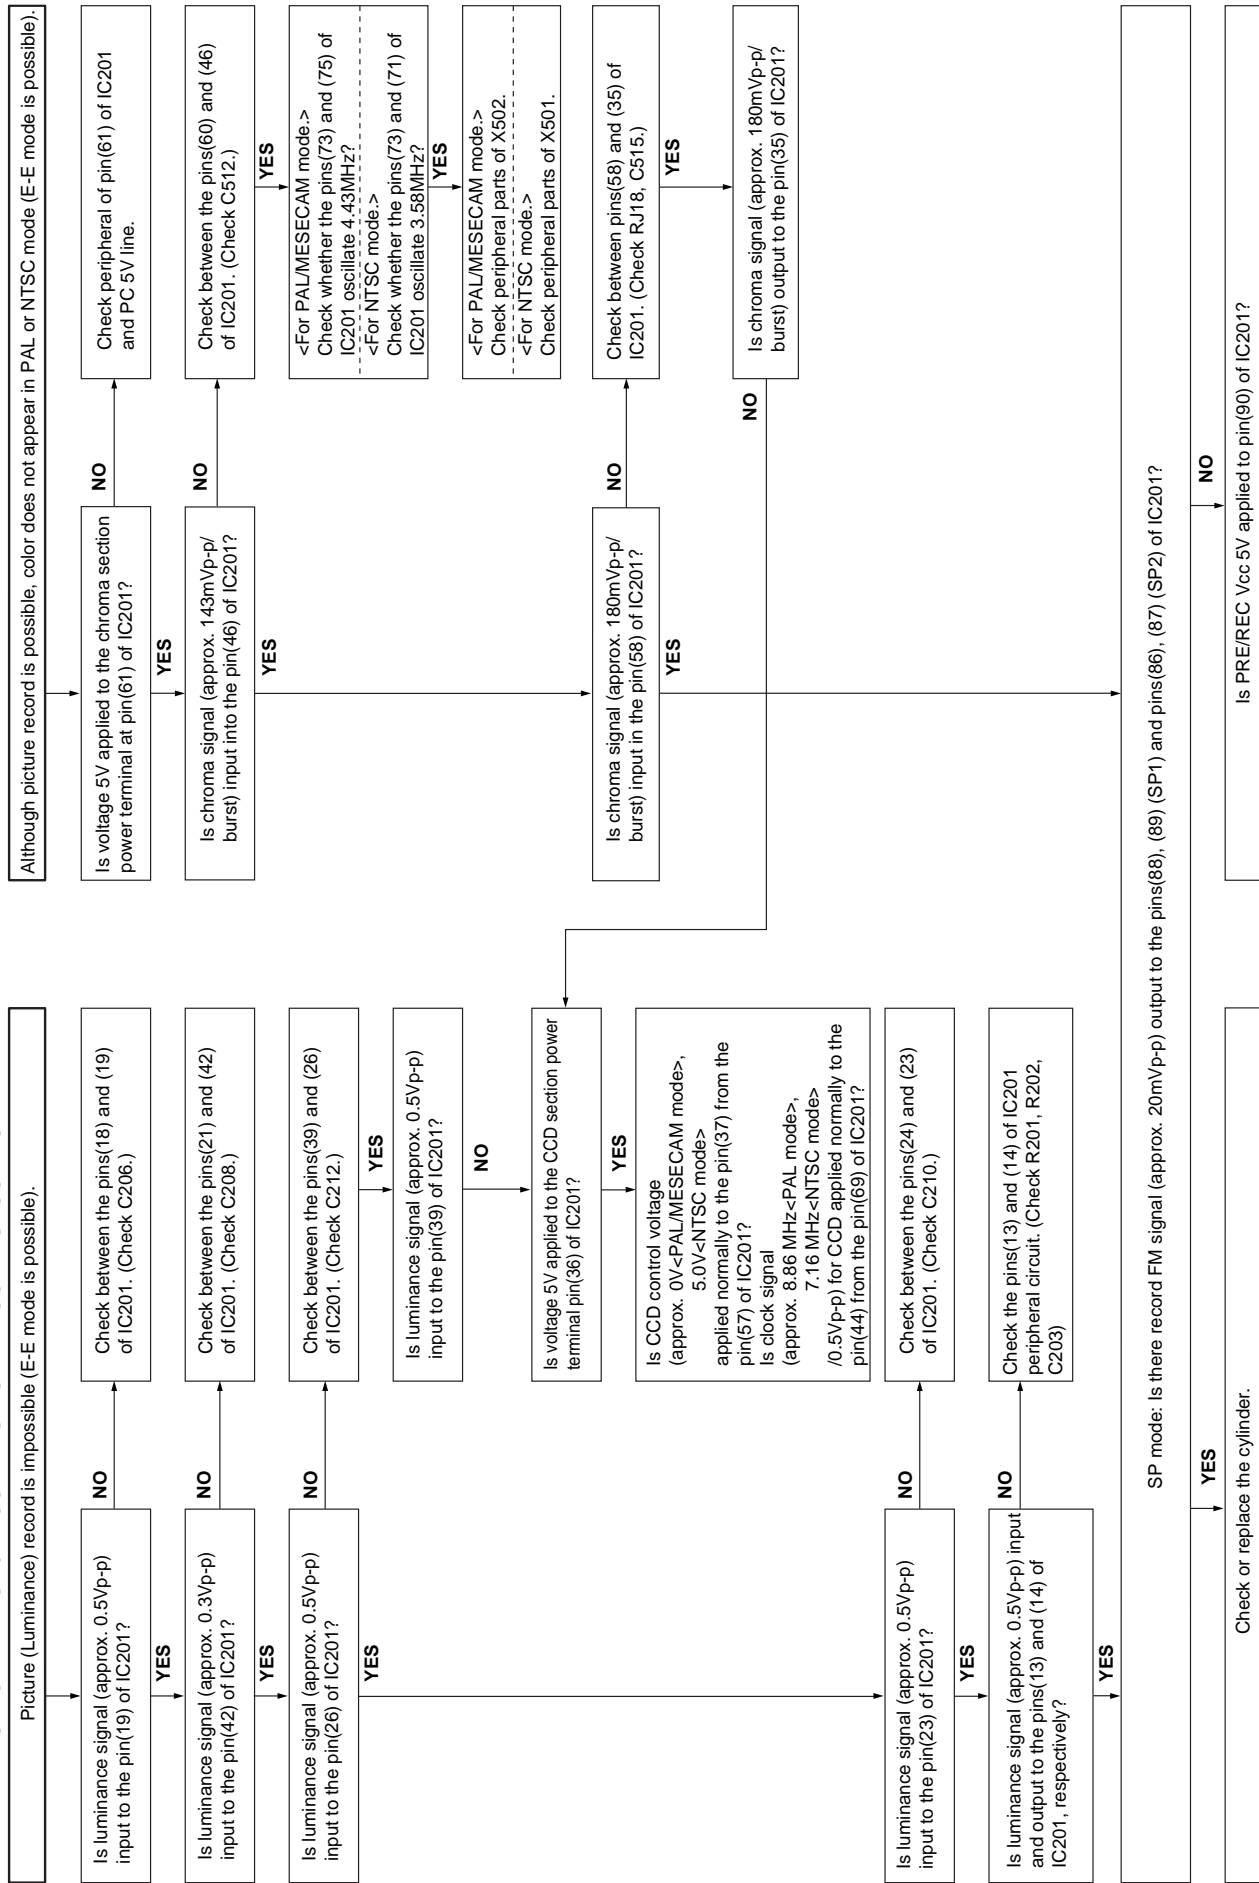 Picture (Luminance) record is impossible (E-E mode is possible).
Is luminance signal (approx. 0.5Vp-p)
input to the pin(19) of IC201?
NO
Check between the pins(18) and (19)
of IC201. (Check C206.)
YES
Is luminance signal (approx. 0.3Vp-p)
input to the pin(42) of IC201?
NO
Check between the pins(21) and (42)
of IC201. (Check C208.)
YES
Is luminance signal (approx. 0.5Vp-p)
input to the pin(26) of IC201?
NO
Check between the pins(39) and (26)
of IC201. (Check C212.)
YES
YES
Is luminance signal (approx. 0.5Vp-p)
input to the pin(39) of IC201?
NO
Is voltage 5V applied to the CCD section power
terminal pin(36) of IC201?
YES
Is CCD control voltage
(approx. 0V<PAL/MESECAM mode>,
5.0V<NTSC mode>
applied normally to the pin(37) from the
pin(57) of IC201?
Is clock signal
(approx. 8.86 MHz<PAL mode>,
7.16 MHz<NTSC mode>
/0.5Vp-p) for CCD applied normally to the
pin(44) from the pin(69) of IC201?
Is luminance signal (approx. 0.5Vp-p)
input to the pin(23) of IC201?
NO
Check between the pins(24) and (23)
of IC201. (Check C210.)
YES
Is luminance signal (approx. 0.5Vp-p) input
and output to the pins(13) and (14) of
IC201, respectively?
NO
Check the pins(13) and (14) of IC201
peripheral circuit. (Check R201, R202,
C203)
YES
Although picture record is possible, color does not appear in PAL or NTSC mode (E-E mode is possible).
Is voltage 5V applied to the chroma section
power terminal at pin(61) of IC201?
NO
Check peripheral of pin(61) of IC201
and PC 5V line.
YES
Is chroma signal (approx. 143mVp-p/
burst) input into the pin(46) of IC201?
NO
Check between the pins(60) and (46)
of IC201. (Check C512.)
YES
YES
<For PAL/MESECAM mode.>
Check whether the pins(73) and (75) of
IC201 oscillate 4.43MHz?
<For NTSC mode.>
Check whether the pins(73) and (71) of
IC201 oscillate 3.58MHz?
YES
<For PAL/MESECAM mode.>
Check peripheral parts of X502.
<For NTSC mode.>
Check peripheral parts of X501.
Is chroma signal (approx. 180mVp-p/
burst) input in the pin(58) of IC201?
NO
Check between pins(58) and (35) of
IC201. (Check RJ18, C515.)
YES
YES
Is chroma signal (approx. 180mVp-p/
burst) output to the pin(35) of IC201?
NO
SP mode: Is there record FM signal (approx. 20mVp-p) output to the pins(88), (89) (SP1) and pins(86), (87) (SP2) of IC201?
YES
NO
Check or replace the cylinder.
Is PRE/REC Vcc 5V applied to pin(90) of IC201?